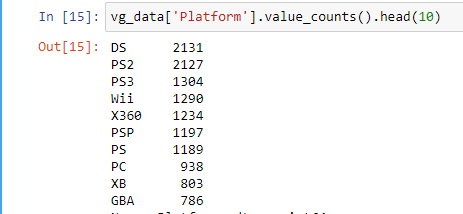 In [15]: vg_data['Platform'].value_counts().head(10)
Out[15]: DS 2131
PS2 2127
PS3 1304
Wii 1290
X360 1234
PSP 1197
PS 1189
PC 938
XB 803
GBA 786